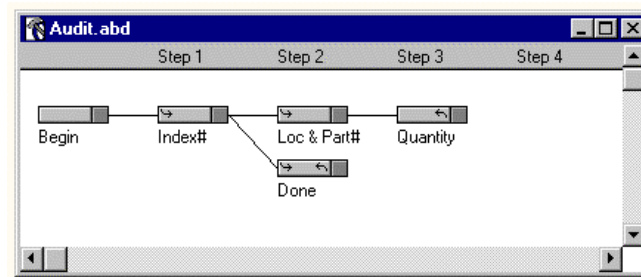 Audit.abd
Step 1 Step 2 Step 3 Step 4
Begin Index# Loc & Part# Quantity
Done